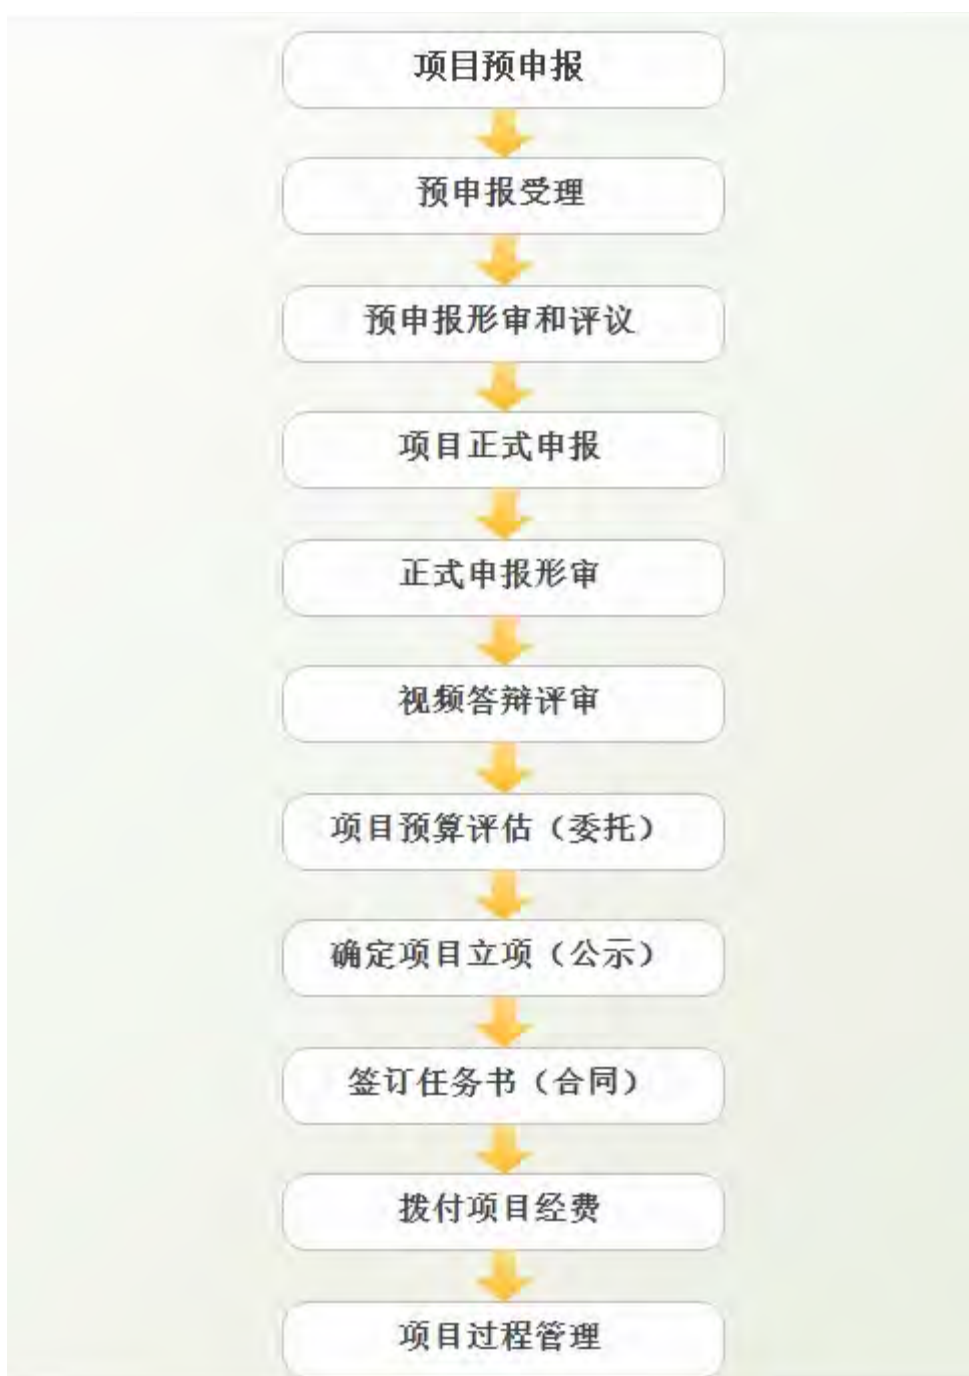 项目预申报
预申报受理
预申报形审和评议
项目正式申报
正式申报形审
视频答辩评审
项目预算评估（委托）
确定项目立项（公示）
签订任务书（合同）
拨付项目经费
项目过程管理